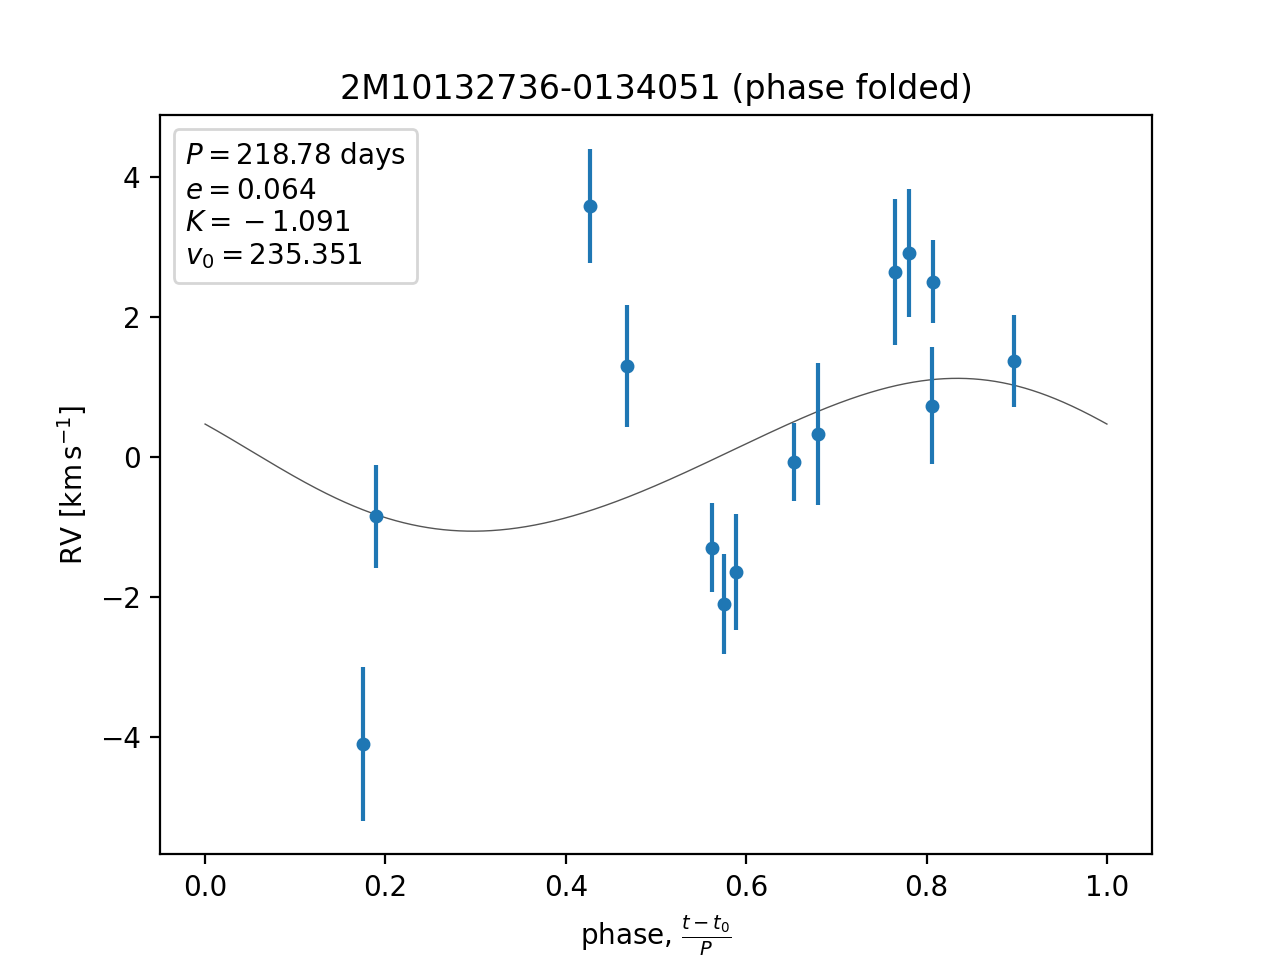 2M10132736-0134051 (phase folded)
P = 218.78 days
e = 0.064
K = −1.091
v₀ = 235.351
4
2
0
−2
−4
RV [km s⁻¹]
0.0 0.2 0.4 0.6 0.8 1.0
phase, (t − t₀)/P